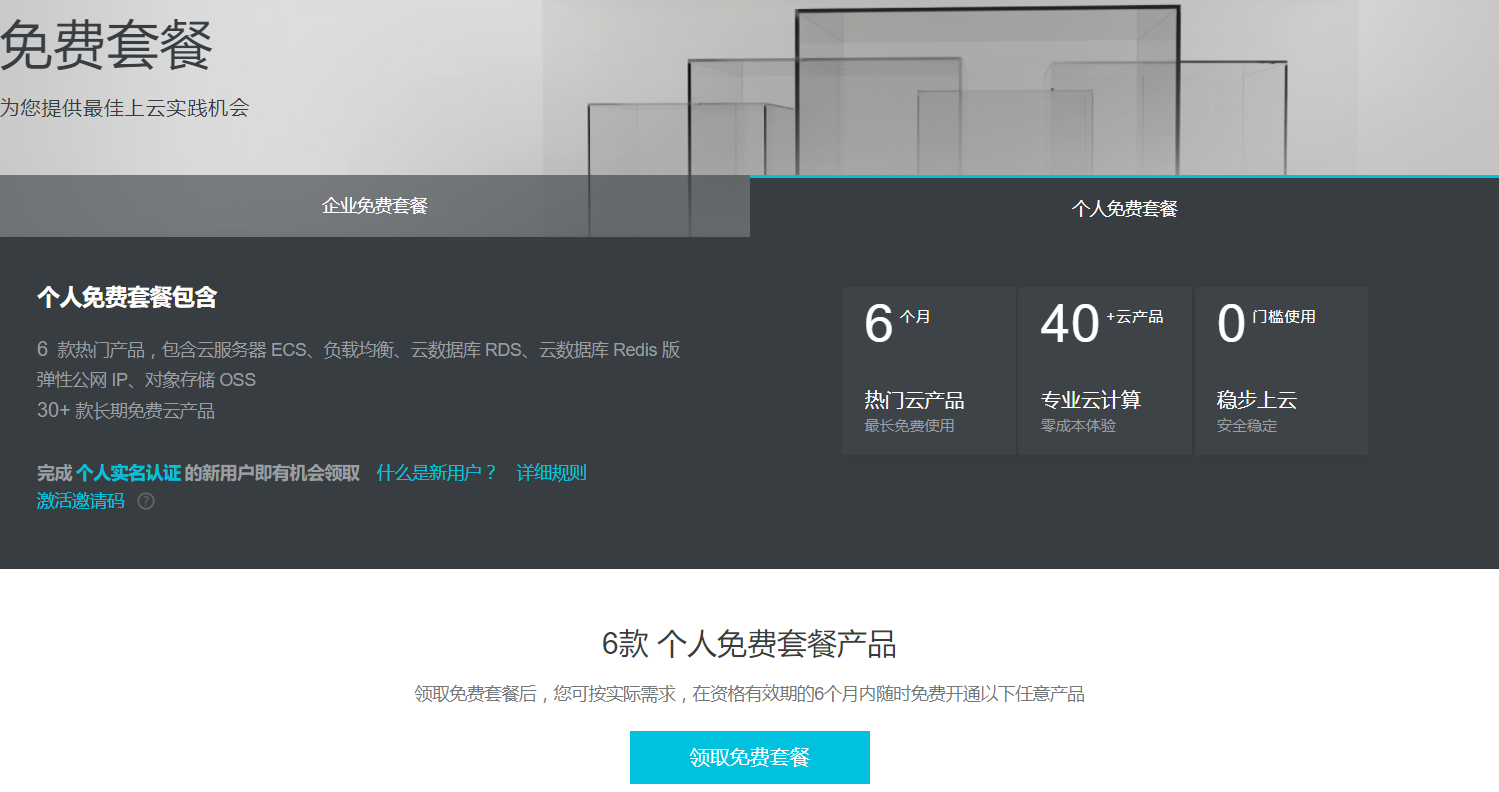 免费套餐
为您提供最佳上云实践机会
企业免费套餐
个人免费套餐
个人免费套餐包含
6 款热门产品，包含云服务器 ECS、负载均衡、云数据库 RDS、云数据库 Redis 版
弹性公网 IP、对象存储 OSS
30+ 款长期免费云产品
完成 个人实名认证 的新用户即有机会领取 什么是新用户？ 详细规则
激活邀请码 ?
6 个月
热门云产品
最长免费使用
40 +云产品
专业云计算
零成本体验
0 门槛使用
稳步上云
安全稳定
6款 个人免费套餐产品
领取免费套餐后，您可按实际需求，在资格有效期的6个月内随时免费开通以下任意产品
领取免费套餐